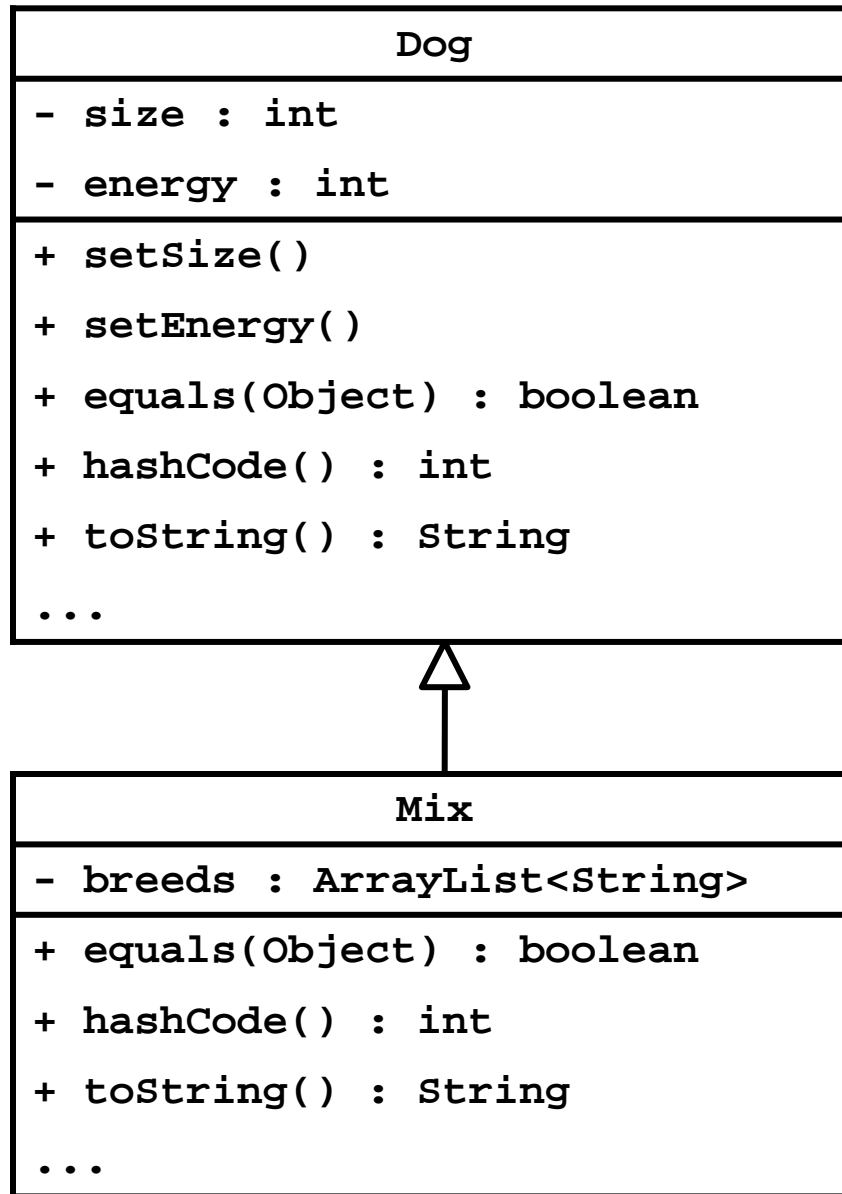 Dog
- size : int
- energy : int
+ setSize()
+ setEnergy()
+ equals(Object) : boolean
+ hashCode() : int
+ toString() : String
...
Mix
- breeds : ArrayList<String>
+ equals(Object) : boolean
+ hashCode() : int
+ toString() : String
...